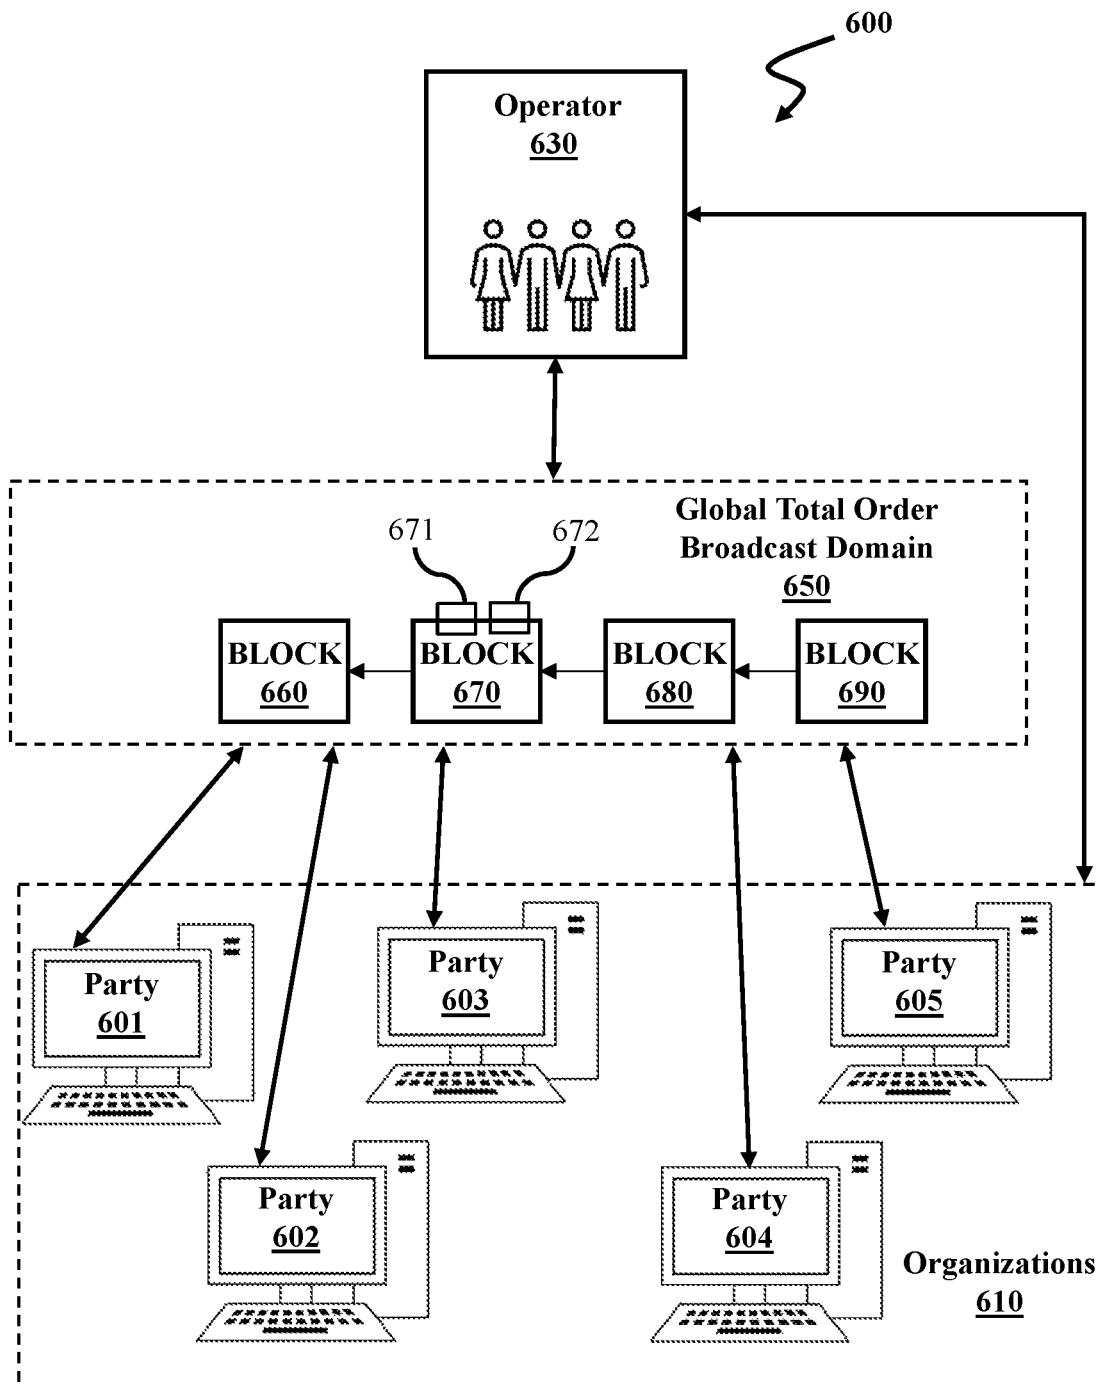 600
Operator
630
Global Total Order
Broadcast Domain
650
671
672
BLOCK
660
BLOCK
670
BLOCK
680
BLOCK
690
Party
601
Party
603
Party
605
Party
602
Party
604
Organizations
610